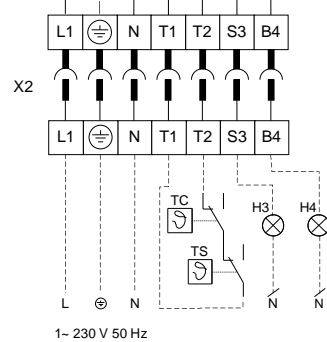 L1 N T1 T2 S3 B4
X2
L1 N T1 T2 S3 B4
TC H3 H4
ϑ
TS
ϑ
L N N N
1~ 230 V 50 Hz